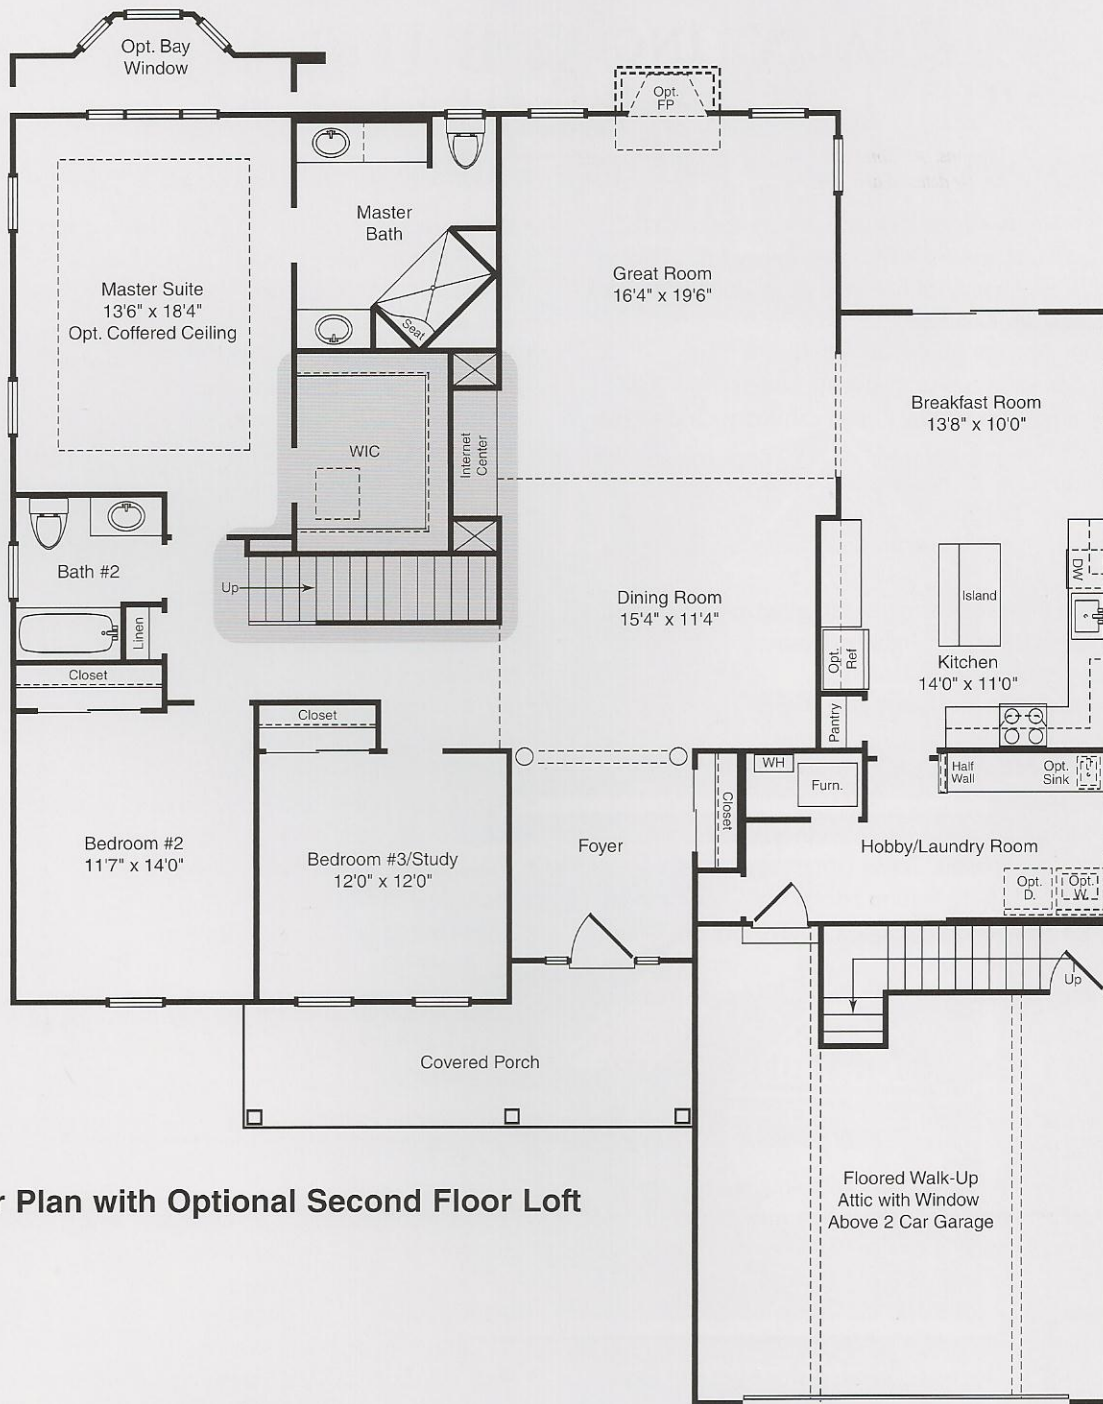 Opt. Bay
Window
Opt.
FP
Master
Bath
Master Suite
13'6" x 18'4"
Opt. Coffered Ceiling
Great Room
16'4" x 19'6"
Seat
Breakfast Room
13'8" x 10'0"
WIC
Internet
Center
Bath #2
Up
Linen
Closet
Dining Room
15'4" x 11'4"
Island
DW
Opt.
Ref
Kitchen
14'0" x 11'0"
Pantry
Closet
WH
Furn.
Half
Wall
Opt.
Sink
Closet
Bedroom #2
11'7" x 14'0"
Bedroom #3/Study
12'0" x 12'0"
Foyer
Hobby/Laundry Room
Opt.
D.
Opt.
W.
Up
Covered Porch
Floored Walk-Up
Attic with Window
Above 2 Car Garage
r Plan with Optional Second Floor Loft